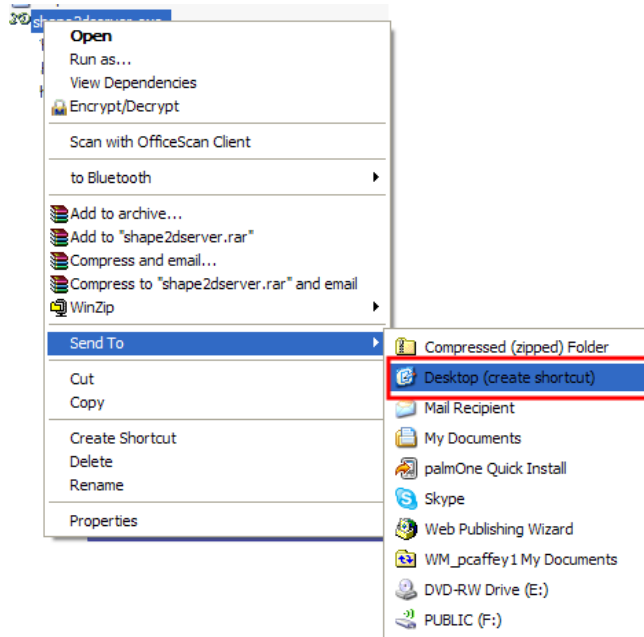 Open
Run as...
View Dependencies
Encrypt/Decrypt
Scan with OfficeScan Client
to Bluetooth
Add to archive...
Add to "shape2dserver.rar"
Compress and email...
Compress to "shape2dserver.rar" and email
WinZip
Send To
Cut
Copy
Create Shortcut
Delete
Rename
Properties
Compressed (zipped) Folder
Desktop (create shortcut)
Mail Recipient
My Documents
palmOne Quick Install
Skype
Web Publishing Wizard
WM_pcaffey1 My Documents
DVD-RW Drive (E:)
PUBLIC (F:)